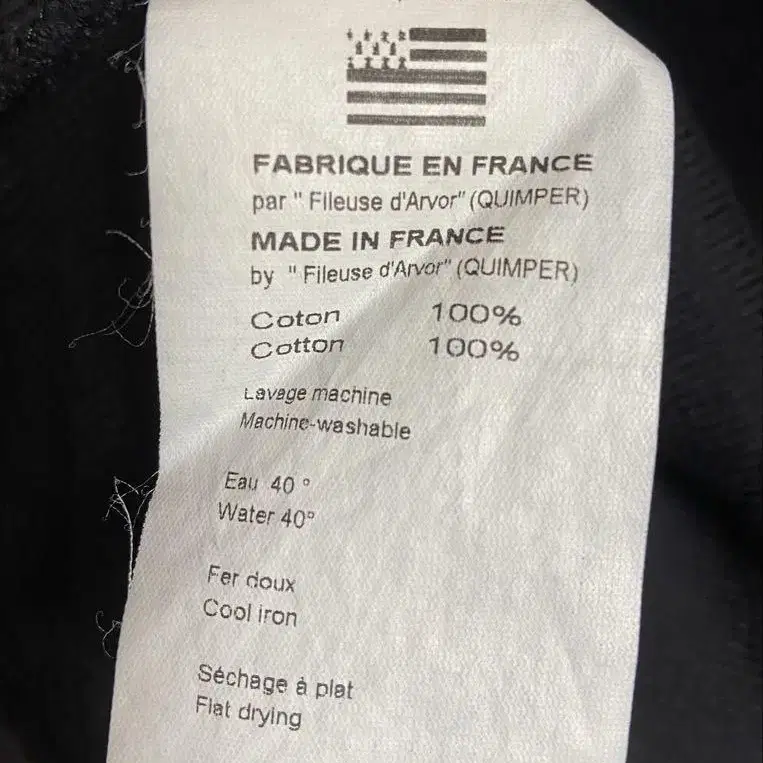 FABRIQUE EN FRANCE
par " Fileuse d'Arvor" (QUIMPER)
MADE IN FRANCE
by " Fileuse d'Arvor" (QUIMPER)
Coton 100%
Cotton 100%
Lavage machine
Machine-washable
Eau 40 °
Water 40°
Fer doux
Cool iron
Séchage à plat
Flat drying